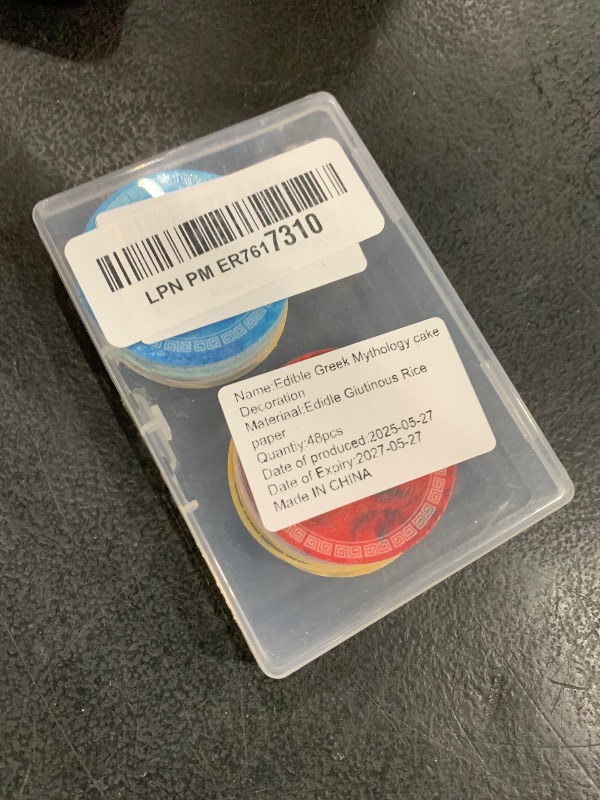 LPN PM ER7617310
Name:Edible Greek Mythology cake
Decoration
Materiaal:Edidle Giutinous Rice
paper
Quantiy:48pcs
Date of produced:2025-05-27
Date of Expiry:2027-05-27
Made IN CHINA